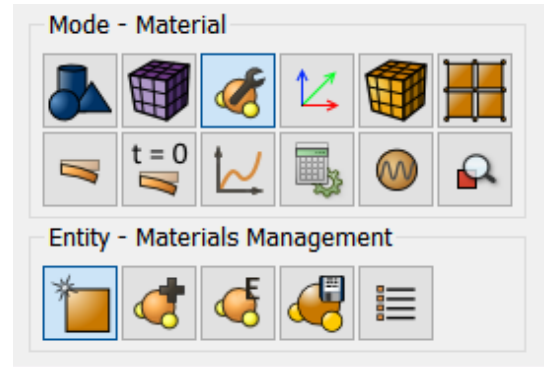 Mode - Material
t = 0
Entity - Materials Management
E